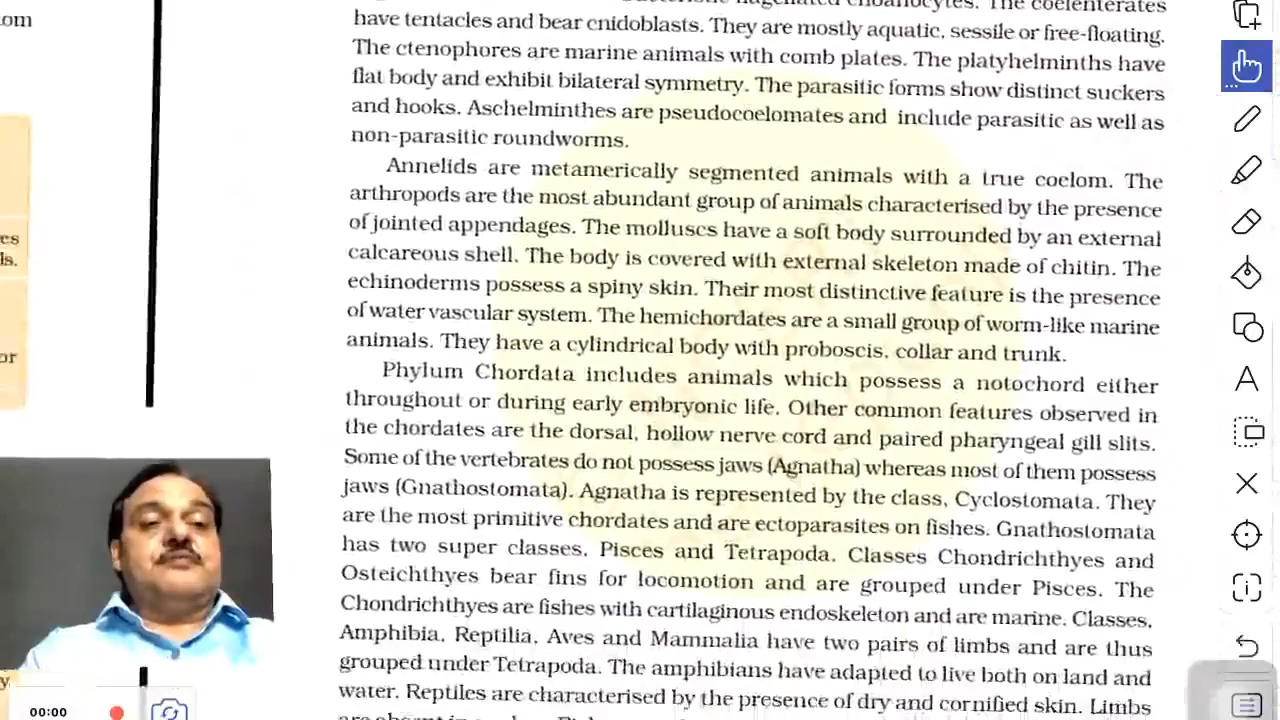 om
es
ls.
or
y
00:00
The coelenterates
have tentacles and bear cnidoblasts. They are mostly aquatic, sessile or free-floating.
The ctenophores are marine animals with comb plates. The platyhelminths have
flat body and exhibit bilateral symmetry. The parasitic forms show distinct suckers
and hooks. Aschelminthes are pseudocoelomates and include parasitic as well as
non-parasitic roundworms.
Annelids are metamerically segmented animals with a true coelom. The
arthropods are the most abundant group of animals characterised by the presence
of jointed appendages. The molluscs have a soft body surrounded by an external
calcareous shell. The body is covered with external skeleton made of chitin. The
echinoderms possess a spiny skin. Their most distinctive feature is the presence
of water vascular system. The hemichordates are a small group of worm-like marine
animals. They have a cylindrical body with proboscis, collar and trunk.
Phylum Chordata includes animals which possess a notochord either
throughout or during early embryonic life. Other common features observed in
the chordates are the dorsal, hollow nerve cord and paired pharyngeal gill slits.
Some of the vertebrates do not possess jaws (Agnatha) whereas most of them possess
jaws (Gnathostomata). Agnatha is represented by the class, Cyclostomata. They
are the most primitive chordates and are ectoparasites on fishes. Gnathostomata
has two super classes, Pisces and Tetrapoda. Classes Chondrichthyes and
Osteichthyes bear fins for locomotion and are grouped under Pisces. The
Chondrichthyes are fishes with cartilaginous endoskeleton and are marine. Classes,
Amphibia, Reptilia, Aves and Mammalia have two pairs of limbs and are thus
grouped under Tetrapoda. The amphibians have adapted to live both on land and
water. Reptiles are characterised by the presence of dry and cornified skin. Limbs